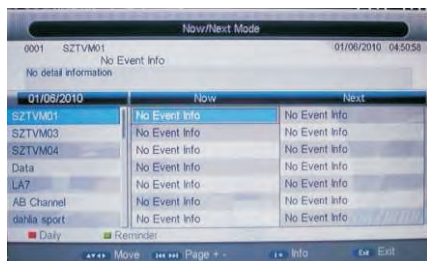 Now/Next Mode
0001 SZTVM01 01/06/2010 04:50:58
No Event Info
No detail information
01/06/2010 Now Next
SZTVM01 No Event Info No Event Info
SZTVM03 No Event Info No Event Info
SZTVM04 No Event Info No Event Info
Data No Event Info No Event Info
LA7 No Event Info No Event Info
AB Channel No Event Info No Event Info
dahlia sport No Event Info No Event Info
Daily Reminder
Move Page + - Info Exit Exit